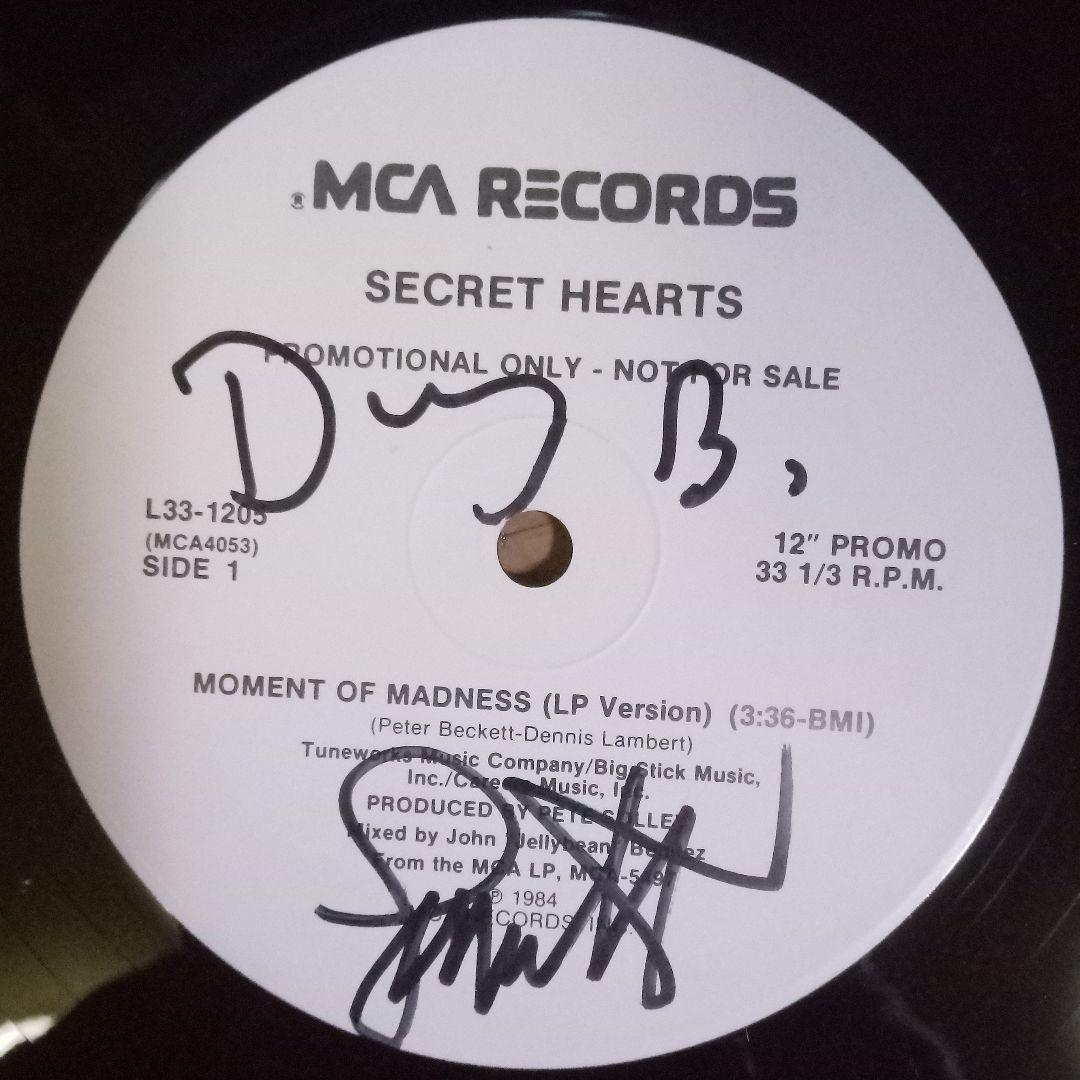 ® MCA RECORDS
SECRET HEARTS
PROMOTIONAL ONLY - NOT FOR SALE
L33-1205
(MCA4053)
SIDE 1
12" PROMO
33 1/3 R.P.M.
MOMENT OF MADNESS (LP Version) (3:36-BMI)
(Peter Beckett-Dennis Lambert)
Tuneworks Music Company/Big Stick Music,
Inc./Careers Music, Inc.
PRODUCED BY PETE SOLLEY
Mixed by John "Jellybean" Benitez
From the MCA LP, MCA-5497
℗ 1984
RECORDS, INC.